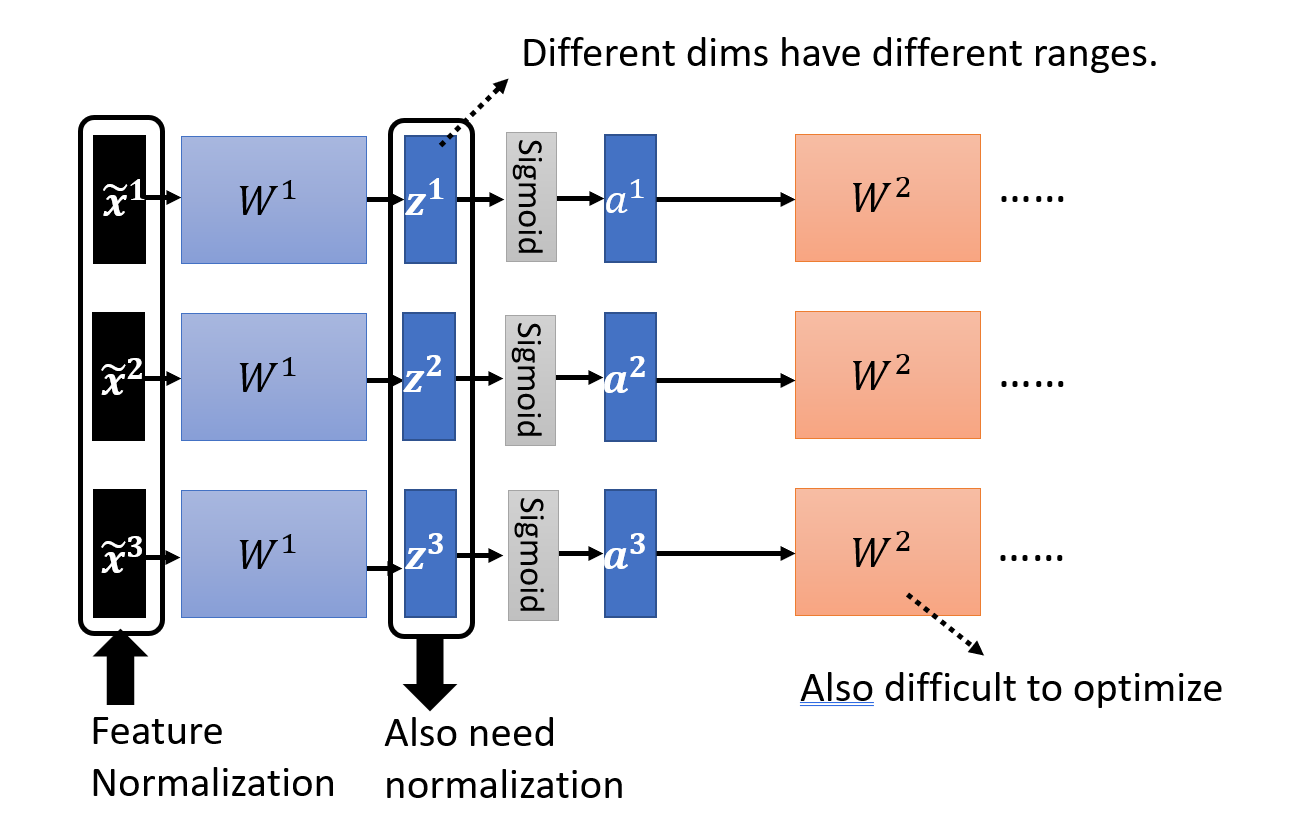 Different dims have different ranges.
x̃¹ W¹ z¹ Sigmoid a¹ W² ……
x̃² W¹ z² Sigmoid a² W² ……
x̃³ W¹ z³ Sigmoid a³ W² ……
Also difficult to optimize
Feature
Normalization
Also need
normalization